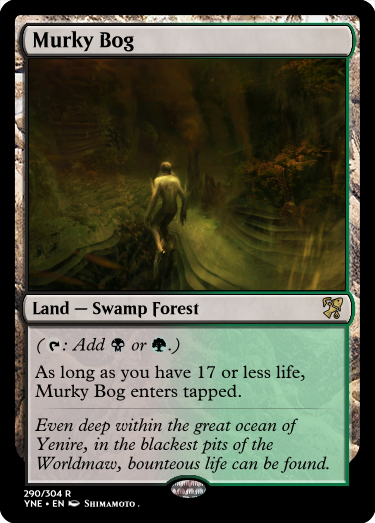 Murky Bog
Land — Swamp Forest
( : Add or .)
As long as you have 17 or less life,
Murky Bog enters tapped.
Even deep within the great ocean of
Yenire, in the blackest pits of the
Worldmaw, bounteous life can be found.
290/304 R
YNE • EN SHIMAMOTO .